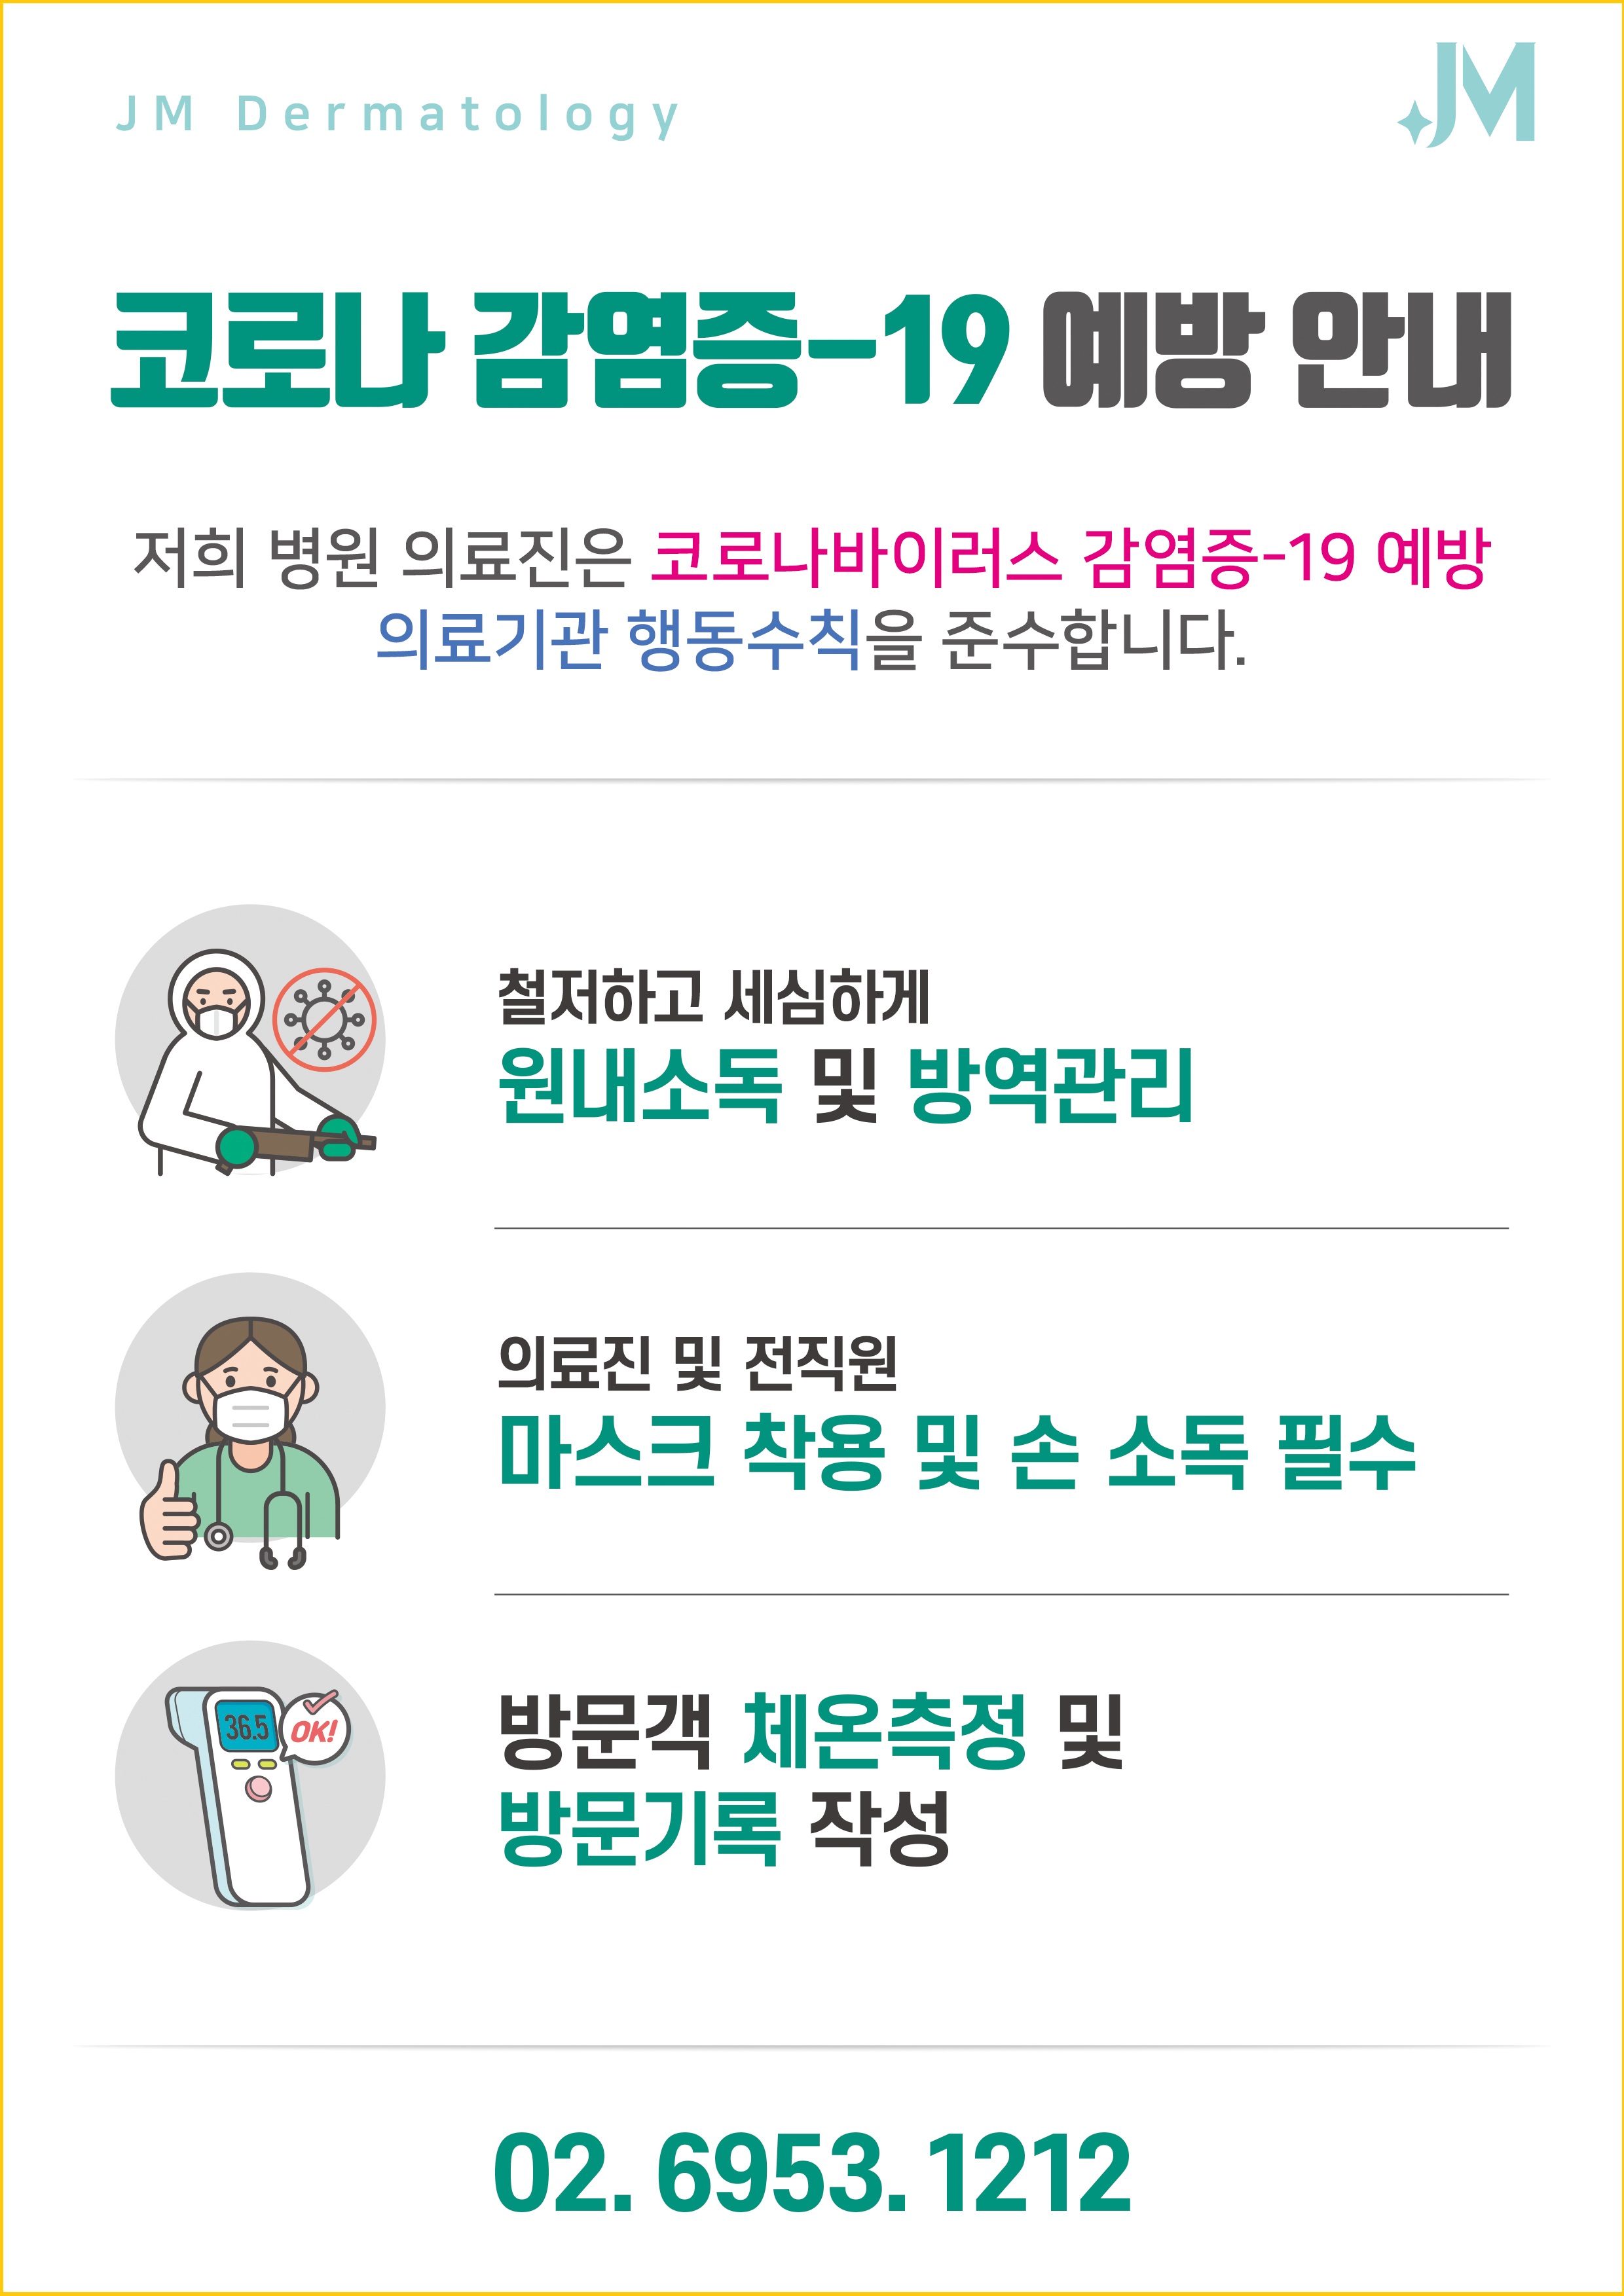 JM Dermatology
JM
코로나 감염증-19 예방 안내
저희 병원 의료진은 코로나바이러스 감염증-19 예방
의료기관 행동수칙을 준수합니다.
철저하고 세심하게
원내소독 및 방역관리
의료진 및 전직원
마스크 착용 및 손 소독 필수
36.5
OK!
방문객 체온측정 및
방문기록 작성
02. 6953. 1212